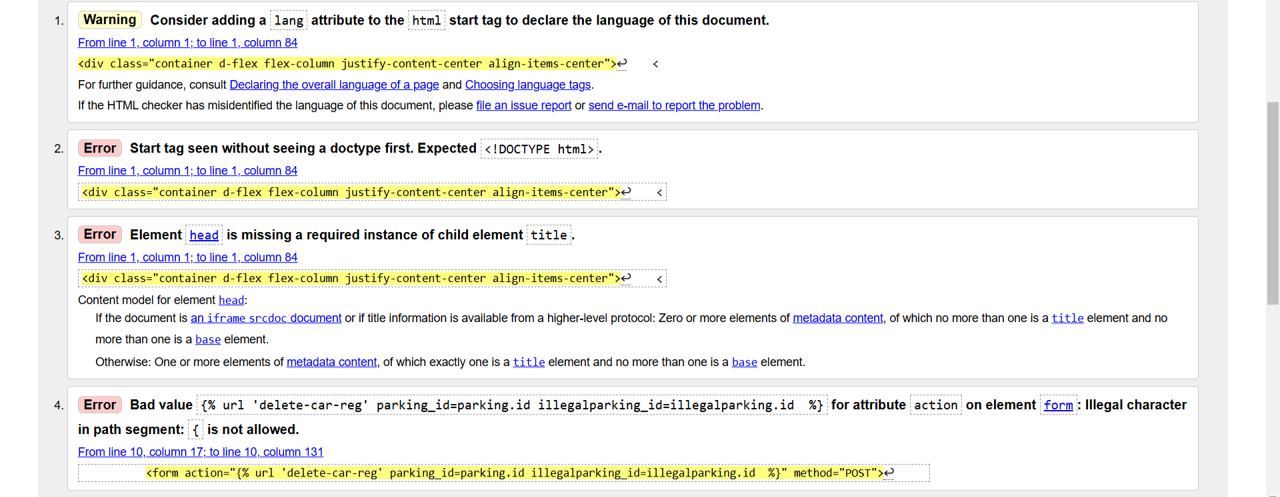 1. Warning Consider adding a lang attribute to the html start tag to declare the language of this document.
From line 1, column 1; to line 1, column 84
<div class="container d-flex flex-column justify-content-center align-items-center">↩ <
For further guidance, consult Declaring the overall language of a page and Choosing language tags.
If the HTML checker has misidentified the language of this document, please file an issue report or send e-mail to report the problem.
2. Error Start tag seen without seeing a doctype first. Expected <!DOCTYPE html>.
From line 1, column 1; to line 1, column 84
<div class="container d-flex flex-column justify-content-center align-items-center">↩ <
3. Error Element head is missing a required instance of child element title.
From line 1, column 1; to line 1, column 84
<div class="container d-flex flex-column justify-content-center align-items-center">↩ <
Content model for element head:
If the document is an iframe srcdoc document or if title information is available from a higher-level protocol: Zero or more elements of metadata content, of which no more than one is a title element and no
more than one is a base element.
Otherwise: One or more elements of metadata content, of which exactly one is a title element and no more than one is a base element.
4. Error Bad value {% url 'delete-car-reg' parking_id=parking.id illegalparking_id=illegalparking.id  %} for attribute action on element form: Illegal character
in path segment: { is not allowed.
From line 10, column 17; to line 10, column 131
<form action="{% url 'delete-car-reg' parking_id=parking.id illegalparking_id=illegalparking.id  %}" method="POST">↩